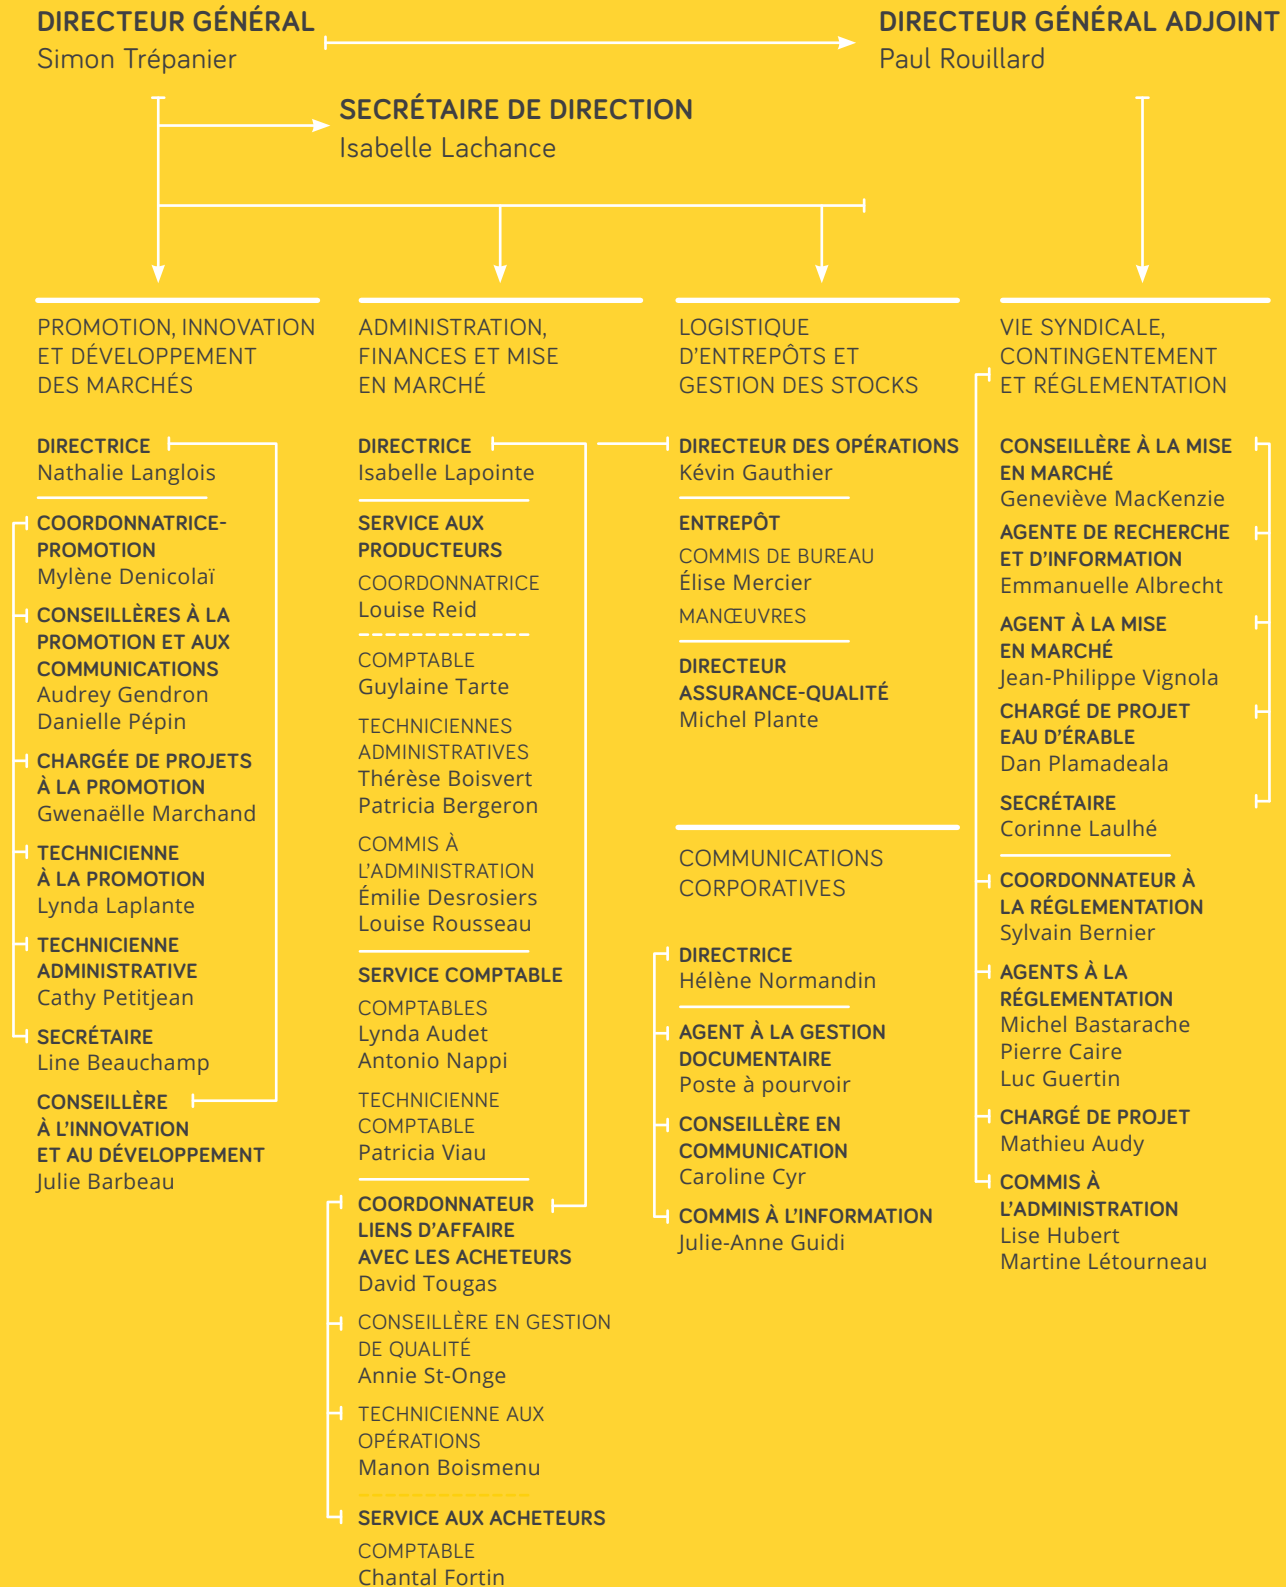 DIRECTEUR GÉNÉRAL
Simon Trépanier
DIRECTEUR GÉNÉRAL ADJOINT
Paul Rouillard
SECRÉTAIRE DE DIRECTION
Isabelle Lachance
PROMOTION, INNOVATION
ET DÉVELOPPEMENT
DES MARCHÉS
DIRECTRICE
Nathalie Langlois
COORDONNATRICE-
PROMOTION
Mylène Denicolaï
CONSEILLÈRES À LA
PROMOTION ET AUX
COMMUNICATIONS
Audrey Gendron
Danielle Pépin
CHARGÉE DE PROJETS
À LA PROMOTION
Gwenaëlle Marchand
TECHNICIENNE
À LA PROMOTION
Lynda Laplante
TECHNICIENNE
ADMINISTRATIVE
Cathy Petitjean
SECRÉTAIRE
Line Beauchamp
CONSEILLÈRE
À L'INNOVATION
ET AU DÉVELOPPEMENT
Julie Barbeau
ADMINISTRATION,
FINANCES ET MISE
EN MARCHÉ
DIRECTRICE
Isabelle Lapointe
SERVICE AUX
PRODUCTEURS
COORDONNATRICE
Louise Reid
COMPTABLE
Guylaine Tarte
TECHNICIENNES
ADMINISTRATIVES
Thérèse Boisvert
Patricia Bergeron
COMMIS À
L'ADMINISTRATION
Émilie Desrosiers
Louise Rousseau
SERVICE COMPTABLE
COMPTABLES
Lynda Audet
Antonio Nappi
TECHNICIENNE
COMPTABLE
Patricia Viau
COORDONNATEUR
LIENS D'AFFAIRE
AVEC LES ACHETEURS
David Tougas
CONSEILLÈRE EN GESTION
DE QUALITÉ
Annie St-Onge
TECHNICIENNE AUX
OPÉRATIONS
Manon Boismenu
SERVICE AUX ACHETEURS
COMPTABLE
Chantal Fortin
LOGISTIQUE
D'ENTREPÔTS ET
GESTION DES STOCKS
DIRECTEUR DES OPÉRATIONS
Kévin Gauthier
ENTREPÔT
COMMIS DE BUREAU
Élise Mercier
MANŒUVRES
DIRECTEUR
ASSURANCE-QUALITÉ
Michel Plante
COMMUNICATIONS
CORPORATIVES
DIRECTRICE
Hélène Normandin
AGENT À LA GESTION
DOCUMENTAIRE
Poste à pourvoir
CONSEILLÈRE EN
COMMUNICATION
Caroline Cyr
COMMIS À L'INFORMATION
Julie-Anne Guidi
VIE SYNDICALE,
CONTINGENTEMENT
ET RÉGLEMENTATION
CONSEILLÈRE À LA MISE
EN MARCHÉ
Geneviève MacKenzie
AGENTE DE RECHERCHE
ET D'INFORMATION
Emmanuelle Albrecht
AGENT À LA MISE
EN MARCHÉ
Jean-Philippe Vignola
CHARGÉ DE PROJET
EAU D'ÉRABLE
Dan Plamadeala
SECRÉTAIRE
Corinne Laulhé
COORDONNATEUR À
LA RÉGLEMENTATION
Sylvain Bernier
AGENTS À LA
RÉGLEMENTATION
Michel Bastarache
Pierre Caire
Luc Guertin
CHARGÉ DE PROJET
Mathieu Audy
COMMIS À
L'ADMINISTRATION
Lise Hubert
Martine Létourneau